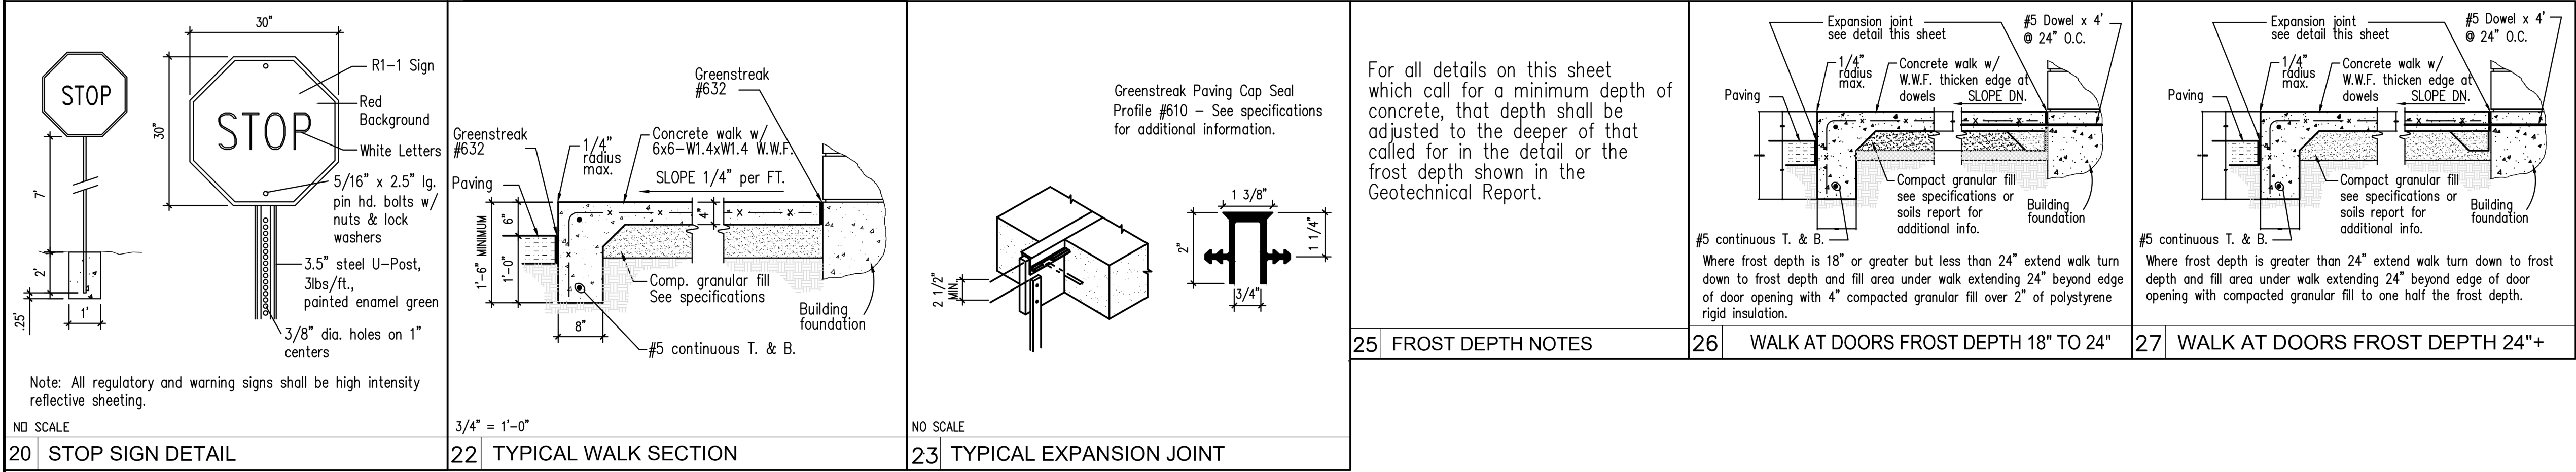 30"
STOP
30"
STOP
R1-1 Sign
Red
Background
White Letters
5/16" x 2.5" lg.
pin hd. bolts w/
nuts & lock
washers
7'
2'
.25'
1'
3.5" steel U-Post,
3lbs/ft.,
painted enamel green
3/8" dia. holes on 1"
centers
Note: All regulatory and warning signs shall be high intensity
reflective sheeting.
NO SCALE
20 STOP SIGN DETAIL
Greenstreak
#632
Greenstreak
#632
1/4"
radius
max.
Concrete walk w/
6x6-W1.4xW1.4 W.W.F.
SLOPE 1/4" per FT.
Paving
1'-6" MINIMUM
6"
1'-0"
4"
8"
Comp. granular fill
See specifications
Building
foundation
#5 continuous T. & B.
3/4" = 1'-0"
22 TYPICAL WALK SECTION
Greenstreak Paving Cap Seal
Profile #610 - See specifications
for additional information.
2 1/2"
MIN.
1 3/8"
2"
1 1/4"
3/4"
NO SCALE
23 TYPICAL EXPANSION JOINT
For all details on this sheet
which call for a minimum depth of
concrete, that depth shall be
adjusted to the deeper of that
called for in the detail or the
frost depth shown in the
Geotechnical Report.
25 FROST DEPTH NOTES
Expansion joint
see detail this sheet
#5 Dowel x 4'
@ 24" O.C.
1/4"
radius
max.
Concrete walk w/
W.W.F. thicken edge at
dowels
SLOPE DN.
Paving
Compact granular fill
see specifications or
soils report for
additional info.
Building
foundation
#5 continuous T. & B.
Where frost depth is 18" or greater but less than 24" extend walk turn
down to frost depth and fill area under walk extending 24" beyond edge
of door opening with 4" compacted granular fill over 2" of polystyrene
rigid insulation.
26 WALK AT DOORS FROST DEPTH 18" TO 24"
Expansion joint
see detail this sheet
#5 Dowel x 4'
@ 24" O.C.
1/4"
radius
max.
Concrete walk w/
W.W.F. thicken edge at
dowels
SLOPE DN.
Paving
Compact granular fill
see specifications or
soils report for
additional info.
Building
foundation
#5 continuous T. & B.
Where frost depth is greater than 24" extend walk turn down to frost
depth and fill area under walk extending 24" beyond edge of door
opening with compacted granular fill to one half the frost depth.
27 WALK AT DOORS FROST DEPTH 24"+